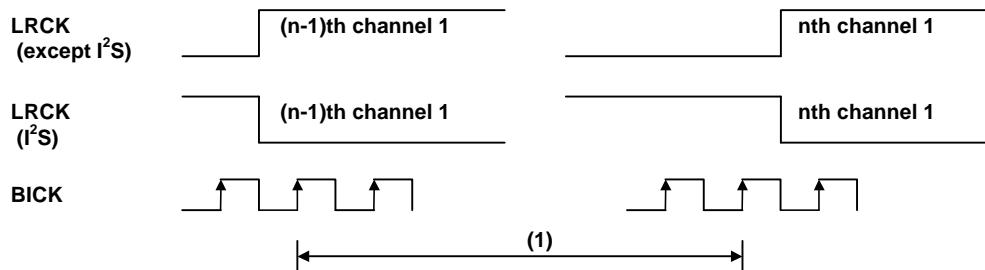 LRCK (n-1)th channel 1 nth channel 1
(except I²S)
LRCK (n-1)th channel 1 nth channel 1
(I²S)
BICK
(1)